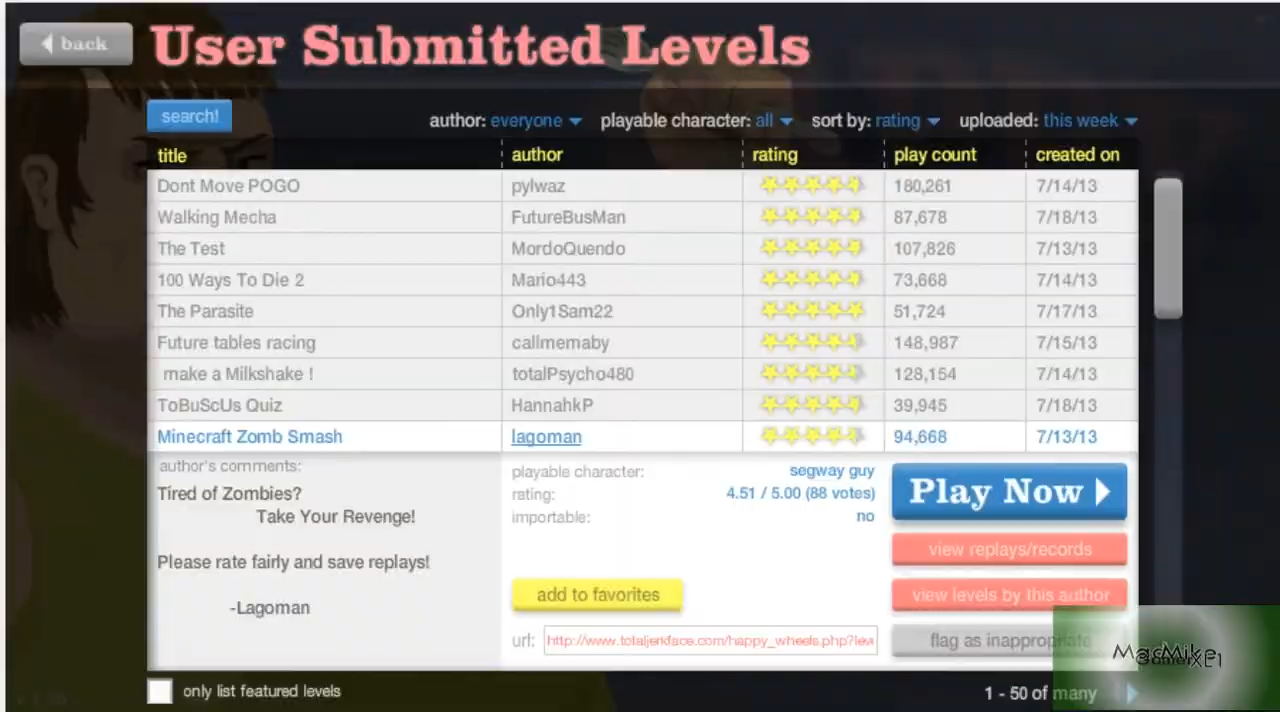 back
User Submitted Levels
search!
author: everyone playable character: all sort by: rating uploaded: this week
title author rating play count created on
Dont Move POGO pylwaz 180,261 7/14/13
Walking Mecha FutureBusMan 87,678 7/18/13
The Test MordoQuendo 107,826 7/13/13
100 Ways To Die 2 Mario443 73,668 7/14/13
The Parasite Only1Sam22 51,724 7/17/13
Future tables racing callmemaby 148,987 7/15/13
make a Milkshake ! totalPsycho480 128,154 7/14/13
ToBuScUs Quiz HannahkP 39,945 7/18/13
Minecraft Zomb Smash lagoman 94,668 7/13/13
author's comments:
Tired of Zombies?
Take Your Revenge!
Please rate fairly and save replays!
-Lagoman
playable character: segway guy
rating: 4.51 / 5.00 (88 votes)
importable: no
add to favorites
url: http://www.totaljerkface.com/happy_wheels.php?lev
Play Now
view replays/records
view levels by this author
flag as inappropriate
MacMike
only list featured levels
1 - 50 of many